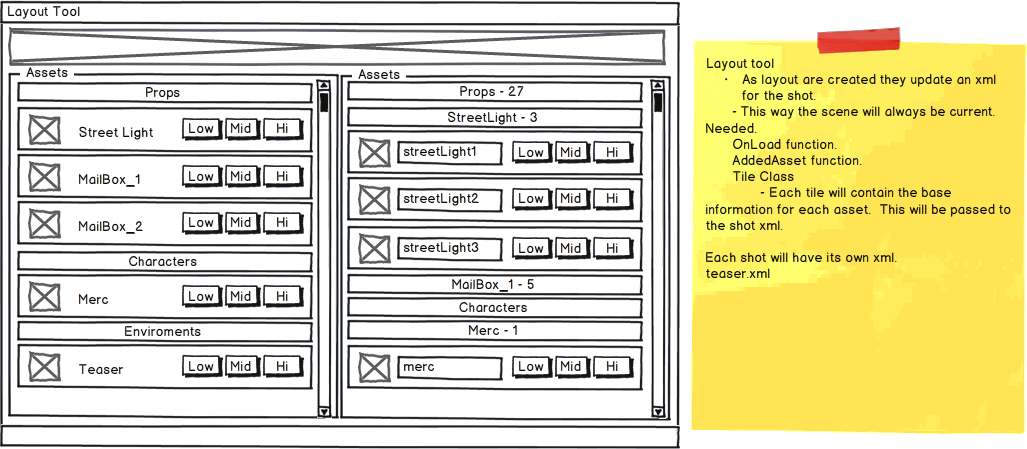 Layout Tool
Assets
Props
Street Light Low Mid Hi
MailBox_1 Low Mid Hi
MailBox_2 Low Mid Hi
Characters
Merc Low Mid Hi
Enviroments
Teaser Low Mid Hi
Assets
Props - 27
StreetLight - 3
streetLight1 Low Mid Hi
streetLight2 Low Mid Hi
streetLight3 Low Mid Hi
MailBox_1 - 5
Characters
Merc - 1
merc Low Mid Hi
Layout tool
· As layout are created they update an xml
for the shot.
- This way the scene will always be current.
Needed.
OnLoad function.
AddedAsset function.
Tile Class
- Each tile will contain the base
information for each asset. This will be passed to
the shot xml.
Each shot will have its own xml.
teaser.xml